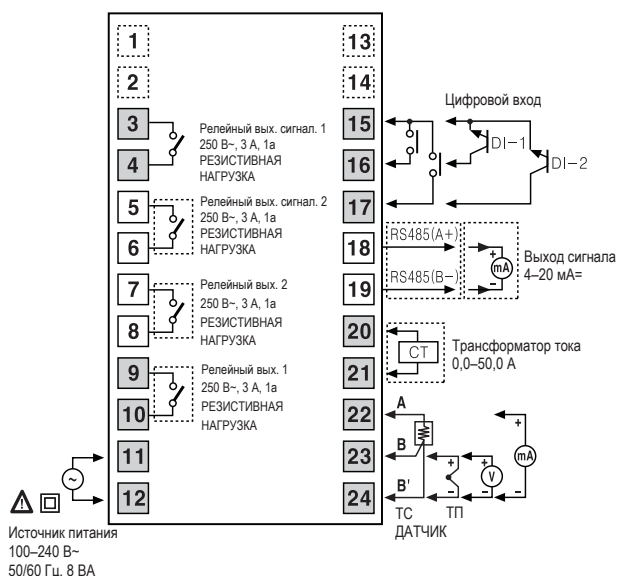 1
13
2
14
3
4
Релейный вых. сигнал. 1
250 В~, 3 А, 1а
РЕЗИСТИВНАЯ
НАГРУЗКА
15
16
17
Цифровой вход
DI-1
DI-2
5
6
Релейный вых. сигнал. 2
250 В~, 3 А, 1а
РЕЗИСТИВНАЯ
НАГРУЗКА
18
19
RS485(A+)
RS485(B-)
+
mA
-
Выход сигнала
4–20 мА=
7
8
Релейный вых. 2
250 В~, 3 А, 1а
РЕЗИСТИВНАЯ
НАГРУЗКА
20
21
CT
Трансформатор тока
0,0–50,0 А
9
10
Релейный вых. 1
250 В~, 3 А, 1а
РЕЗИСТИВНАЯ
НАГРУЗКА
11
12
~
22
23
24
A
B
B'
+
-
+
V
-
+
mA
-
ТС
ДАТЧИК
ТП
Источник питания
100–240 В~
50/60 Гц, 8 ВА